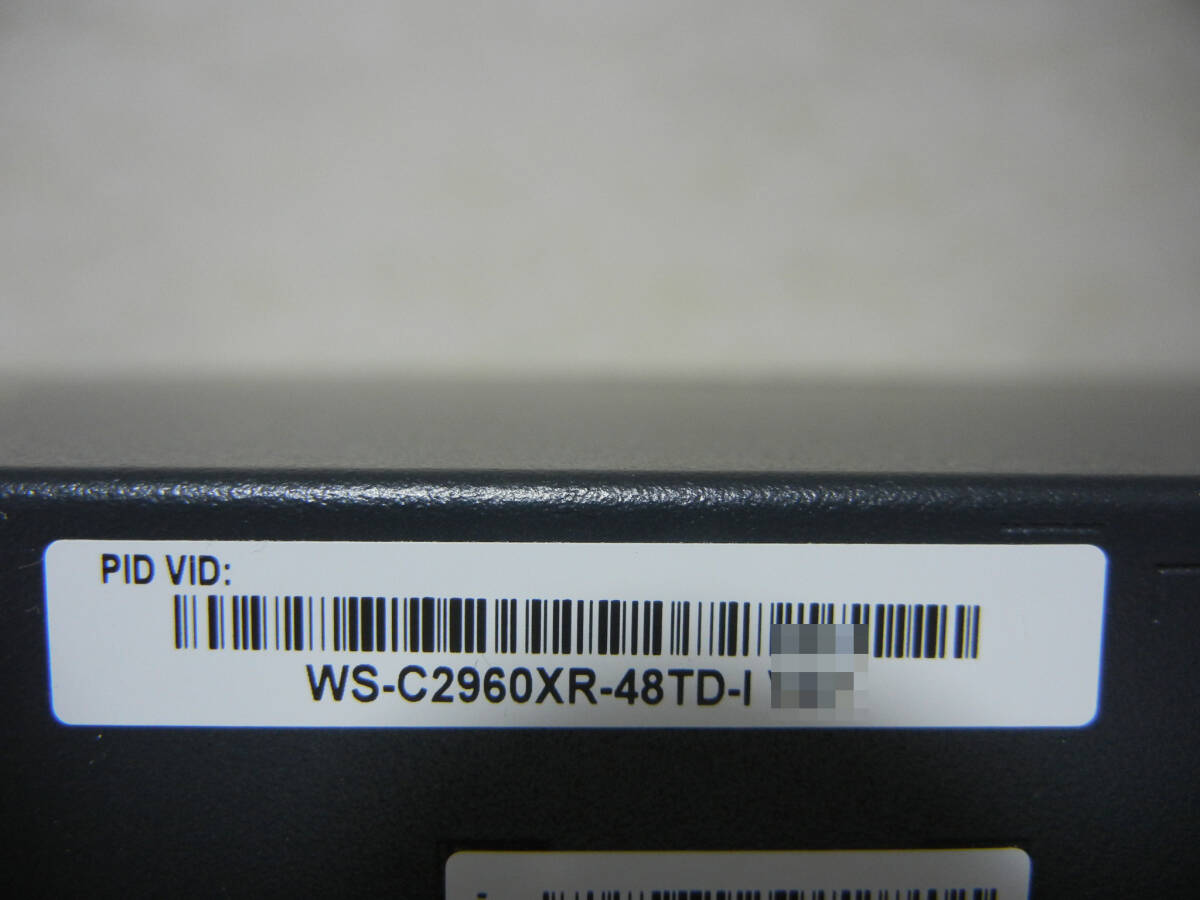 PID VID:
WS-C2960XR-48TD-I